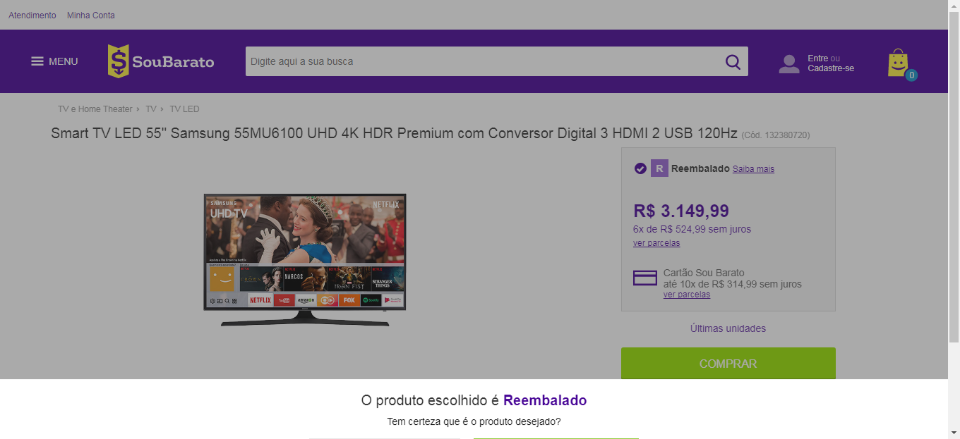 Atendimento Minha Conta
MENU SouBarato Digite aqui a sua busca Entre ou
Cadastre-se
0
TV e Home Theater › TV › TV LED
Smart TV LED 55" Samsung 55MU6100 UHD 4K HDR Premium com Conversor Digital 3 HDMI 2 USB 120Hz (Cód. 132380720)
R Reembalado Saiba mais
R$ 3.149,99
6x de R$ 524,99 sem juros
ver parcelas
Cartão Sou Barato
até 10x de R$ 314,99 sem juros
ver parcelas
Últimas unidades
COMPRAR
SAMSUNG
UHD TV
NETFLIX
NARCOS
NETFLIX YouTube amazon FOX
O produto escolhido é Reembalado
Tem certeza que é o produto desejado?